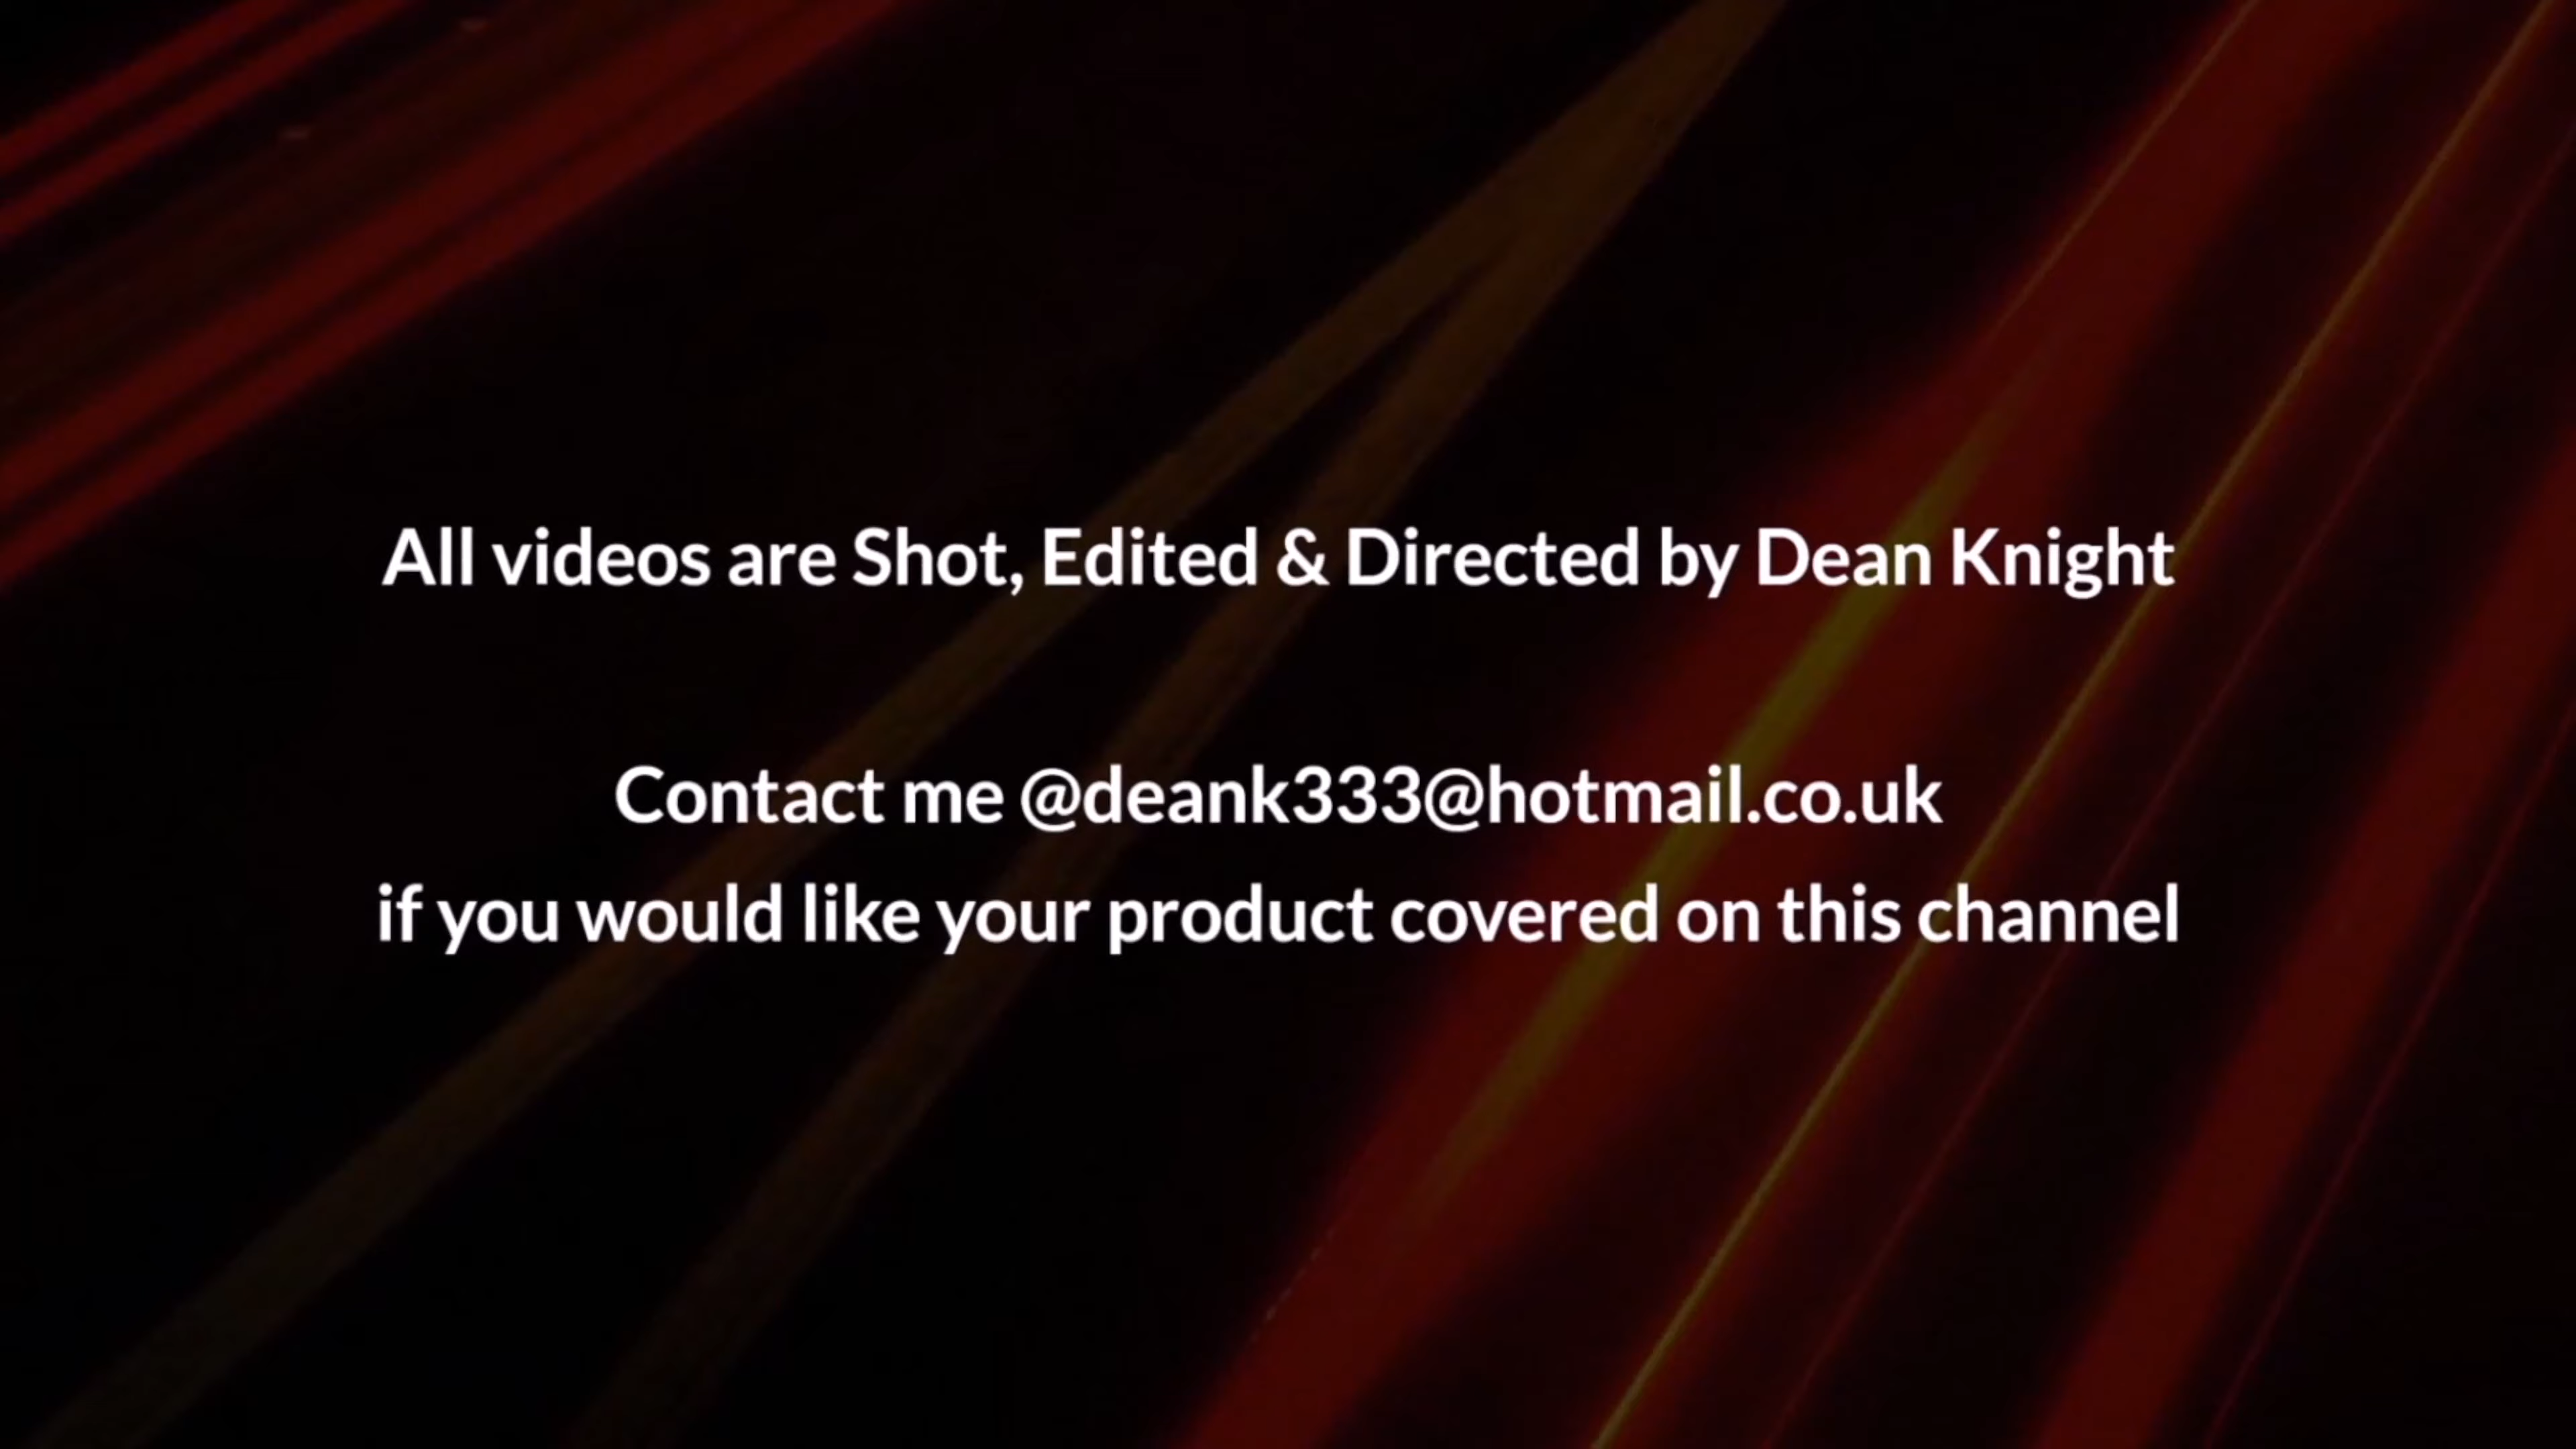 All videos are Shot, Edited & Directed by Dean Knight
Contact me @deank333@hotmail.co.uk
if you would like your product covered on this channel